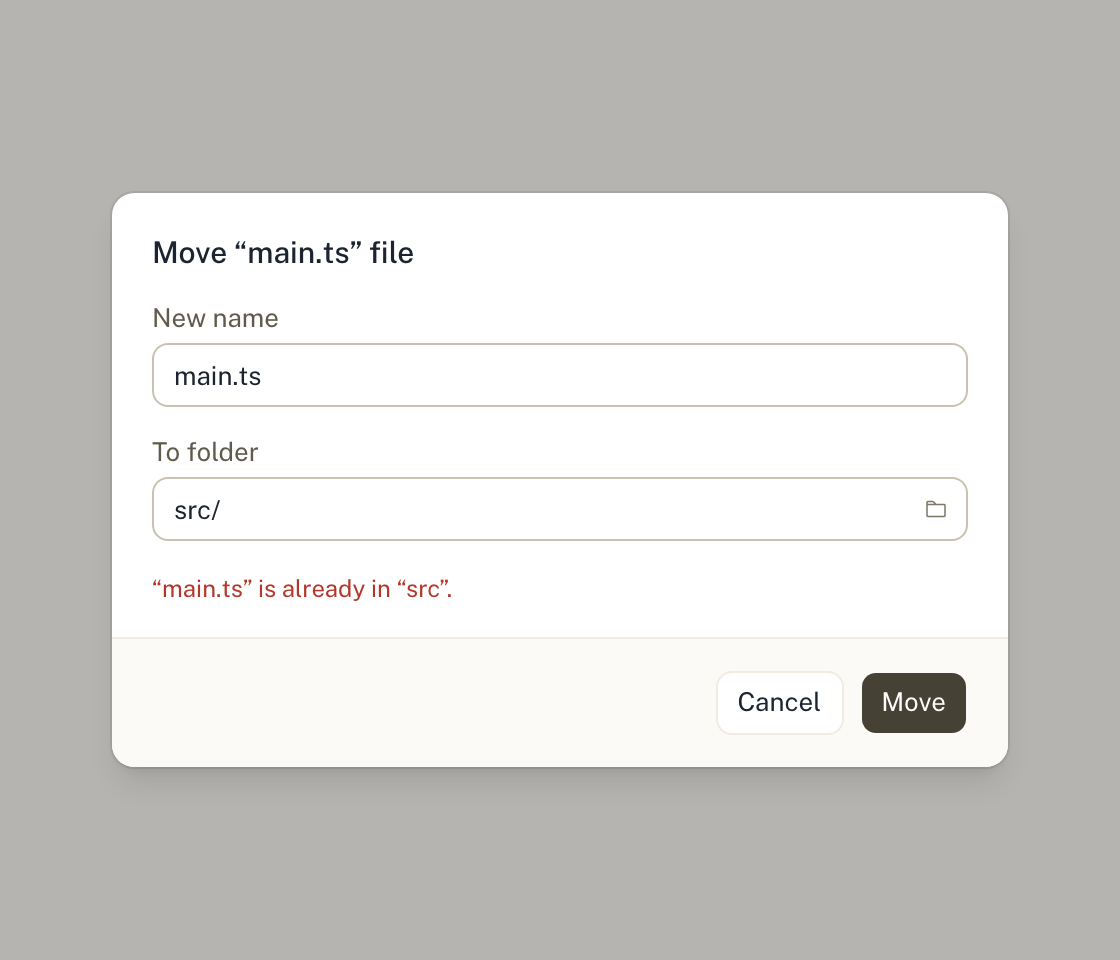 Move “main.ts” file
New name
main.ts
To folder
src/
“main.ts” is already in “src”.
Cancel
Move